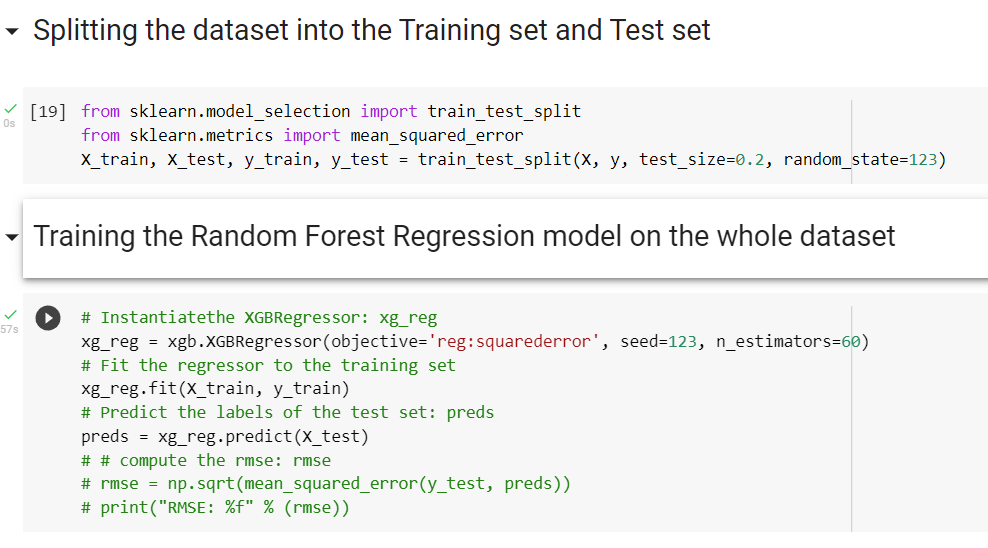 Splitting the dataset into the Training set and Test set
0s
[19] from sklearn.model_selection import train_test_split
from sklearn.metrics import mean_squared_error
X_train, X_test, y_train, y_test = train_test_split(X, y, test_size=0.2, random_state=123)
Training the Random Forest Regression model on the whole dataset
57s
# Instantiatethe XGBRegressor: xg_reg
xg_reg = xgb.XGBRegressor(objective='reg:squarederror', seed=123, n_estimators=60)
# Fit the regressor to the training set
xg_reg.fit(X_train, y_train)
# Predict the labels of the test set: preds
preds = xg_reg.predict(X_test)
# # compute the rmse: rmse
# rmse = np.sqrt(mean_squared_error(y_test, preds))
# print("RMSE: %f" % (rmse))